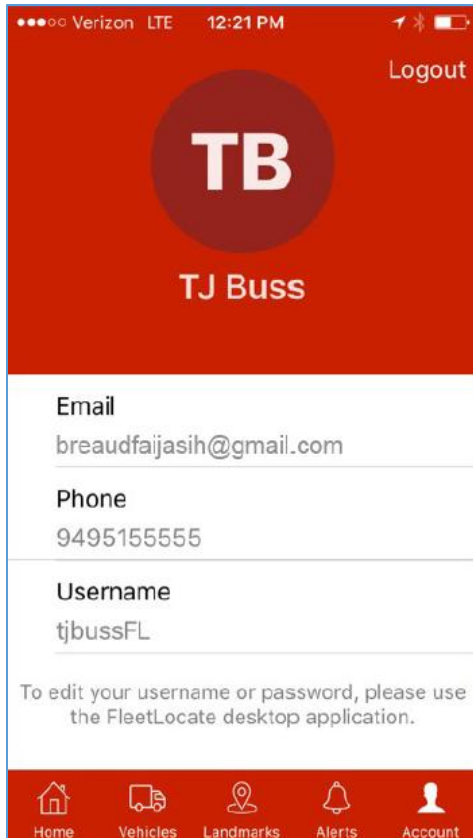 Verizon LTE 12:21 PM
Logout
TB
TJ Buss
Email
breaudfaijasih@gmail.com
Phone
9495155555
Username
tjbussFL
To edit your username or password, please use
the FleetLocate desktop application.
Home Vehicles Landmarks Alerts Account